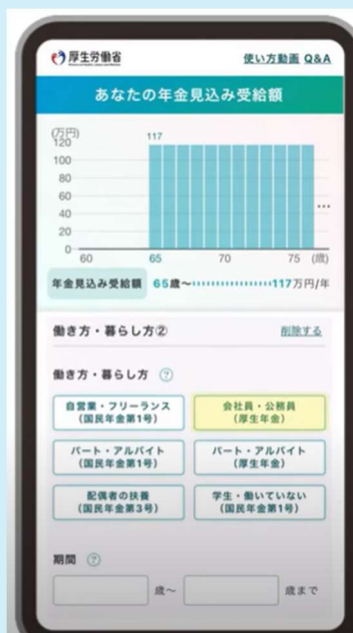 厚生労働省
使い方動画 Q&A
あなたの年金見込み受給額
(万円)
120
117
100
80
60
40
20
0
60 65 70 75 (歳)
...
年金見込み受給額 65歳~117万円/年
働き方・暮らし方②
削除する
働き方・暮らし方 ?
自営業・フリーランス
(国民年金第1号)
会社員・公務員
(厚生年金)
パート・アルバイト
(国民年金第1号)
パート・アルバイト
(厚生年金)
配偶者の扶養
(国民年金第3号)
学生・働いていない
(国民年金第1号)
期間 ?
歳~ 歳まで